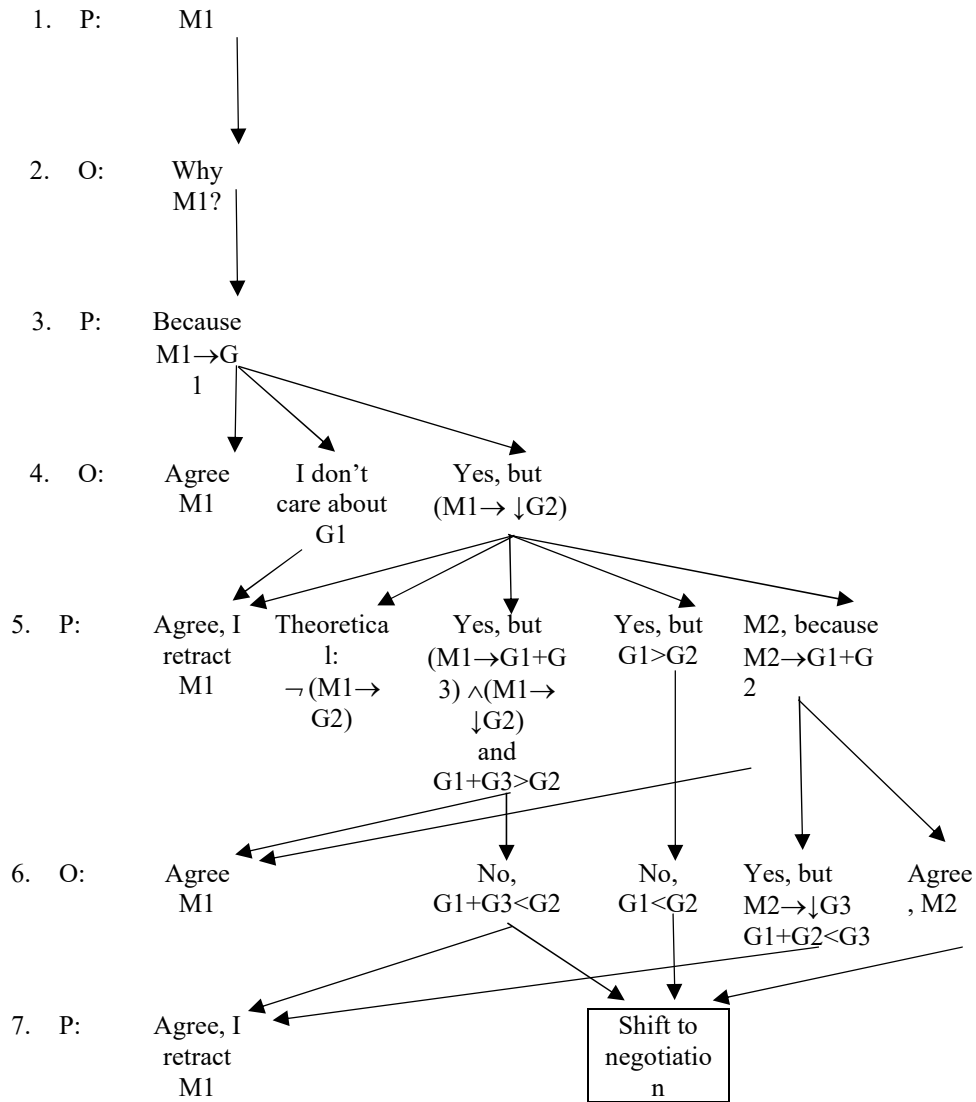 1. P: M1
2. O: Why
M1?
3. P: Because
M1→G
1
4. O: Agree
M1
I don't
care about
G1
Yes, but
(M1→ ↓G2)
5. P: Agree, I
retract
M1
Theoretica
l:
¬ (M1→
G2)
Yes, but
(M1→G1+G
3) ∧(M1→
↓G2)
and
G1+G3>G2
Yes, but
G1>G2
M2, because
M2→G1+G
2
6. O: Agree
M1
No,
G1+G3<G2
No,
G1<G2
Yes, but
M2→↓G3
G1+G2<G3
Agree
, M2
7. P: Agree, I
retract
M1
Shift to
negotiatio
n